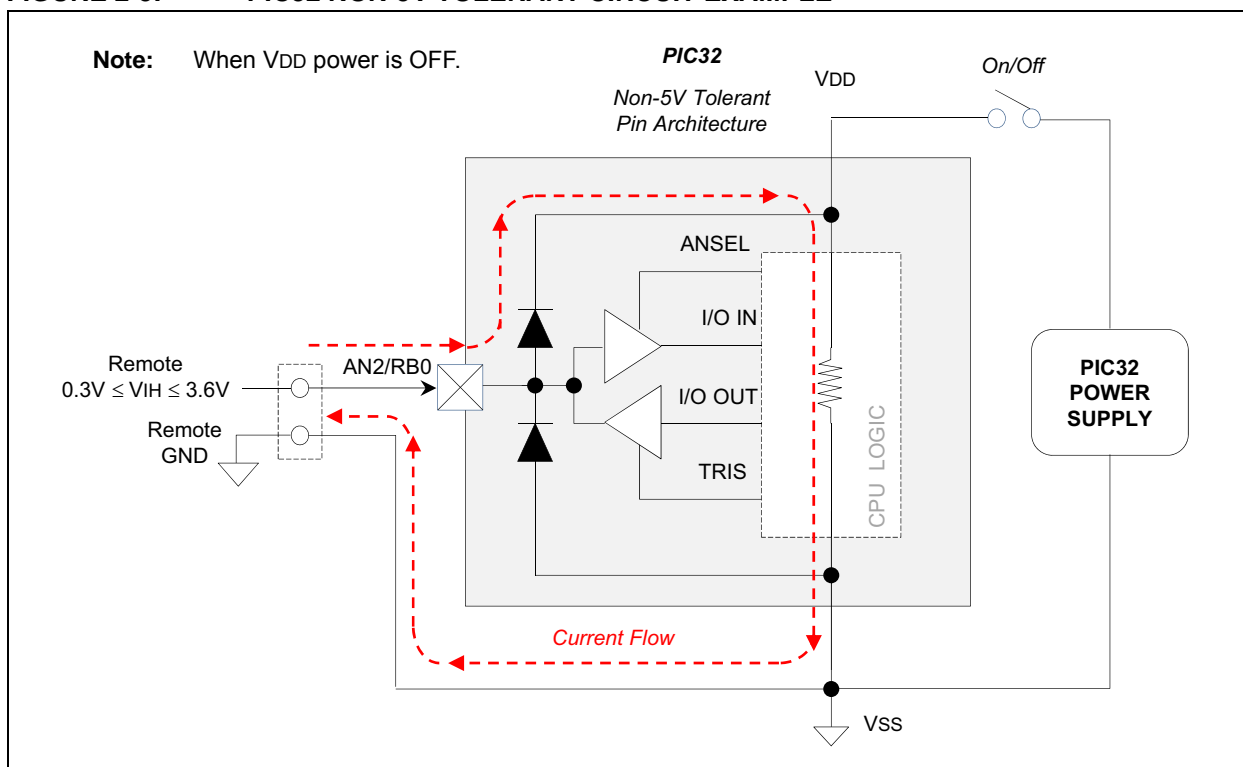 Note: When VDD power is OFF.
PIC32
Non-5V Tolerant
Pin Architecture
VDD
On/Off
ANSEL
I/O IN
Remote
0.3V ≤ VIH ≤ 3.6V
AN2/RB0
I/O OUT
Remote
GND
TRIS
CPU LOGIC
PIC32
POWER
SUPPLY
Current Flow
VSS